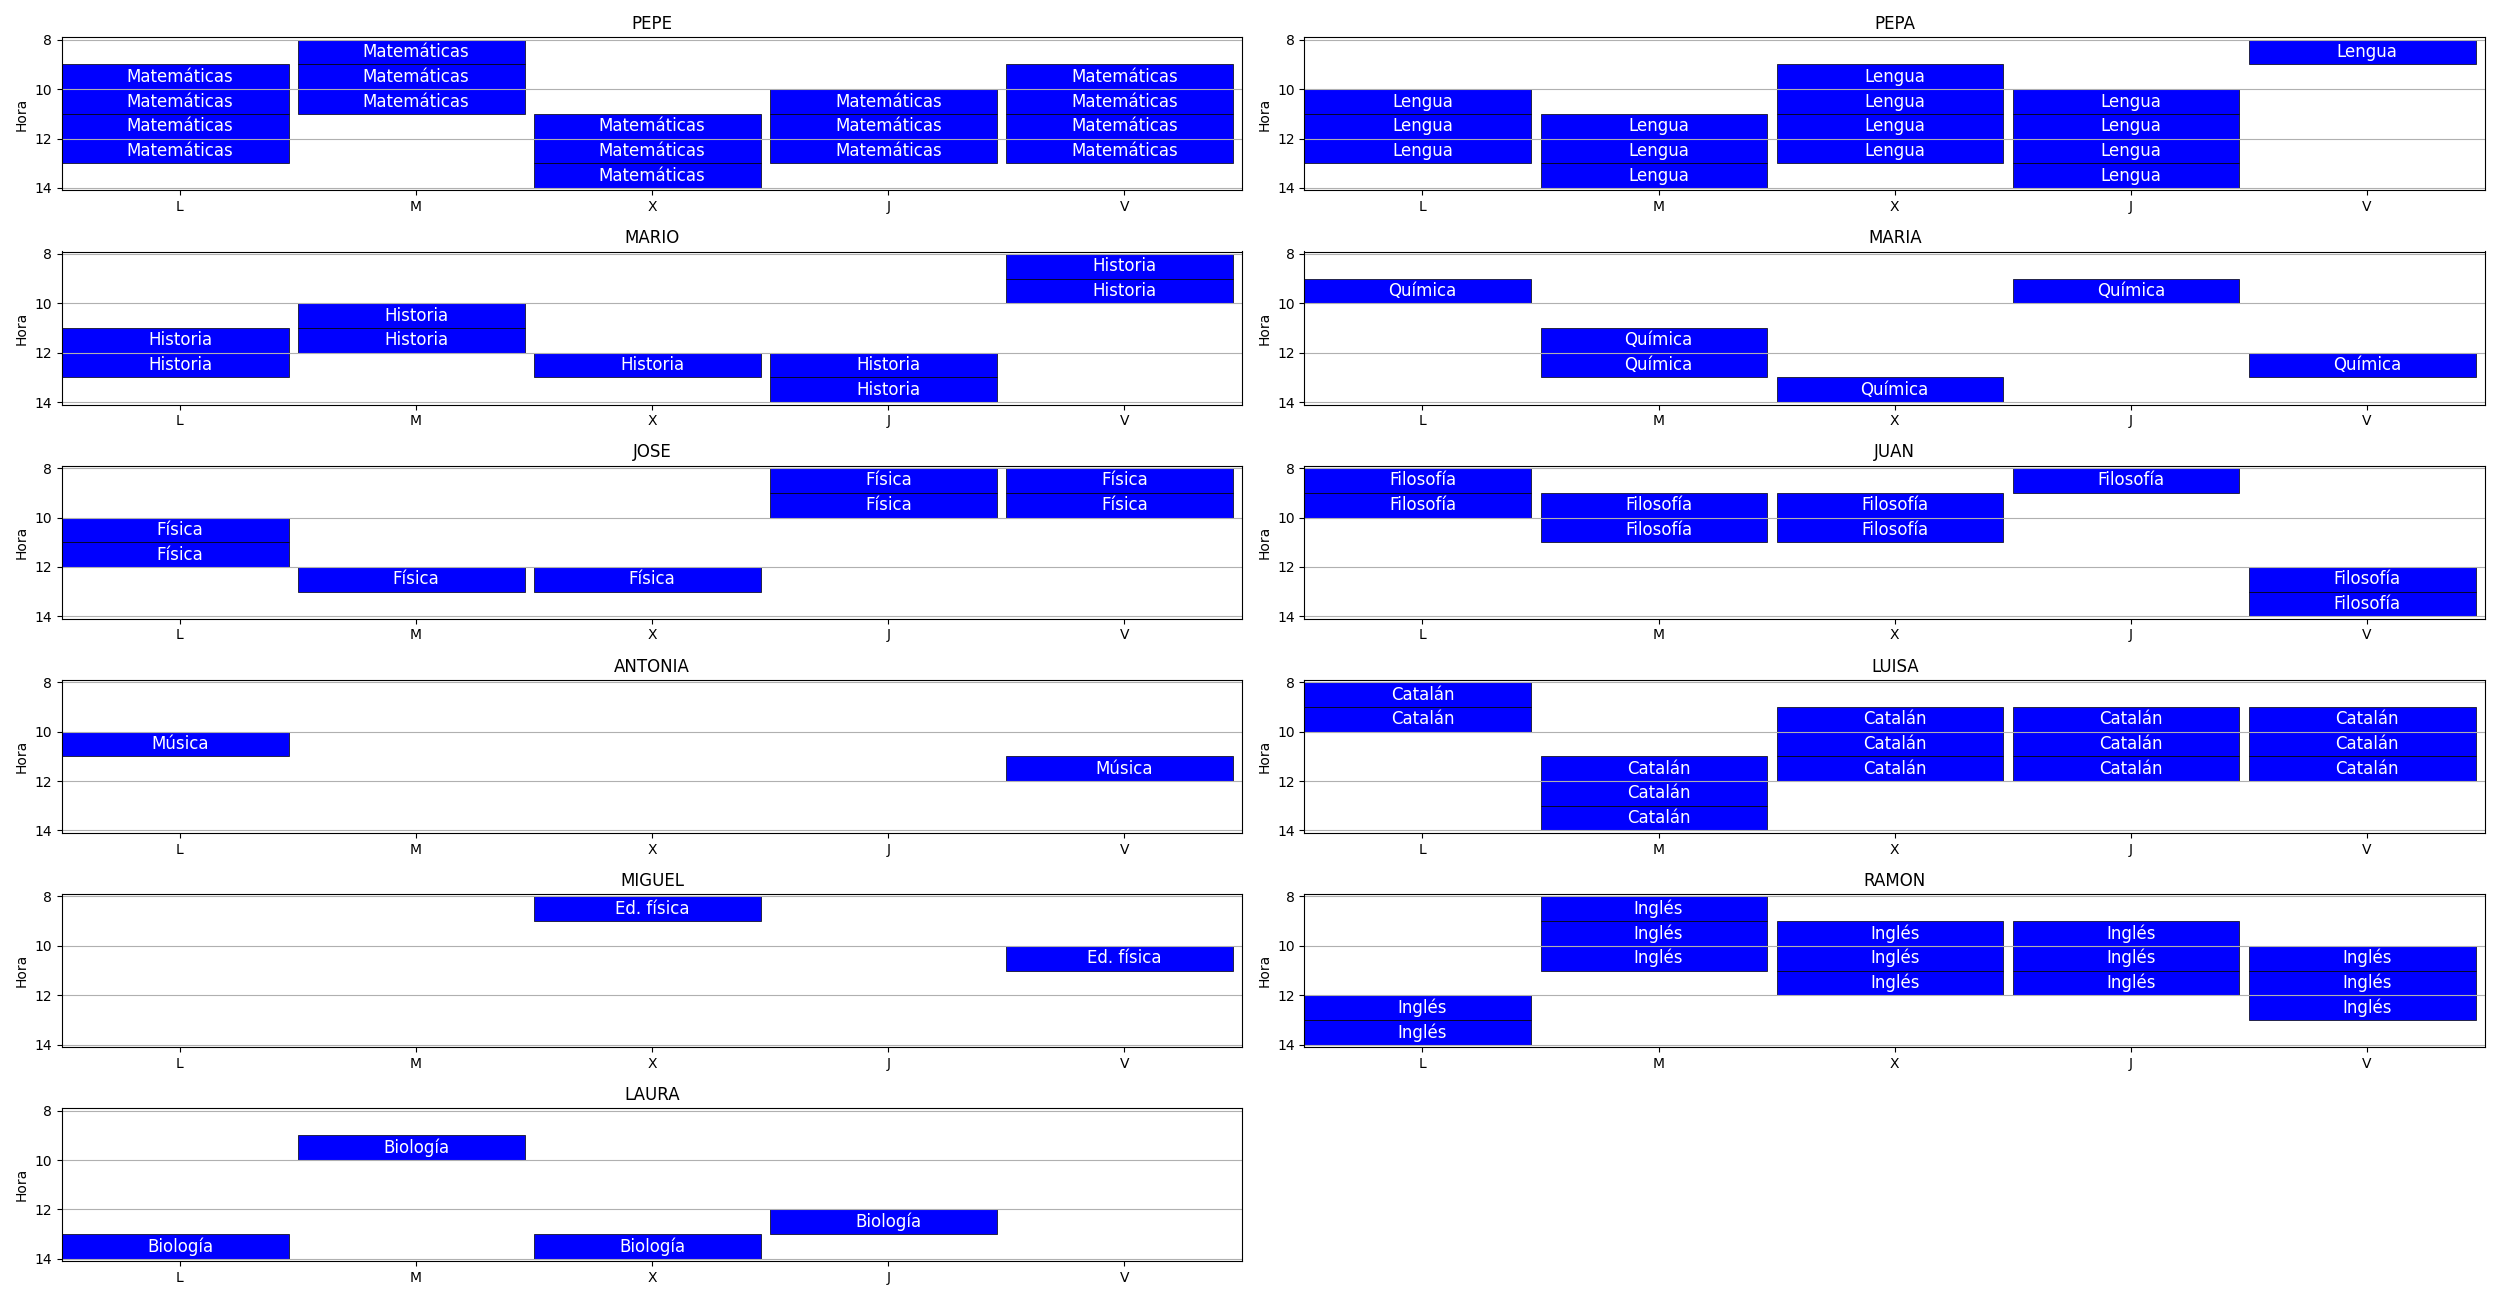 PEPE
Hora
8
10
12
14
Matemáticas
Matemáticas Matemáticas Matemáticas
Matemáticas Matemáticas Matemáticas Matemáticas
Matemáticas Matemáticas Matemáticas Matemáticas
Matemáticas Matemáticas Matemáticas Matemáticas
Matemáticas
L M X J V
PEPA
Hora
8
10
12
14
Lengua
Lengua
Lengua Lengua Lengua
Lengua Lengua Lengua Lengua
Lengua Lengua Lengua Lengua
Lengua Lengua
L M X J V
MARIO
Hora
8
10
12
14
Historia
Historia
Historia
Historia Historia
Historia Historia Historia
Historia
L M X J V
MARIA
Hora
8
10
12
14
Química Química
Química
Química Química
Química
L M X J V
JOSE
Hora
8
10
12
14
Física Física
Física Física
Física
Física
Física Física
L M X J V
JUAN
Hora
8
10
12
14
Filosofía Filosofía
Filosofía Filosofía Filosofía
Filosofía Filosofía
Filosofía
Filosofía
L M X J V
ANTONIA
Hora
8
10
12
14
Música
Música
L M X J V
LUISA
Hora
8
10
12
14
Catalán
Catalán Catalán Catalán Catalán
Catalán Catalán Catalán
Catalán Catalán Catalán Catalán
Catalán
Catalán
L M X J V
MIGUEL
Hora
8
10
12
14
Ed. física
Ed. física
L M X J V
RAMON
Hora
8
10
12
14
Inglés
Inglés Inglés Inglés
Inglés Inglés Inglés Inglés
Inglés Inglés Inglés
Inglés Inglés
Inglés
L M X J V
LAURA
Hora
8
10
12
14
Biología
Biología
Biología Biología
L M X J V